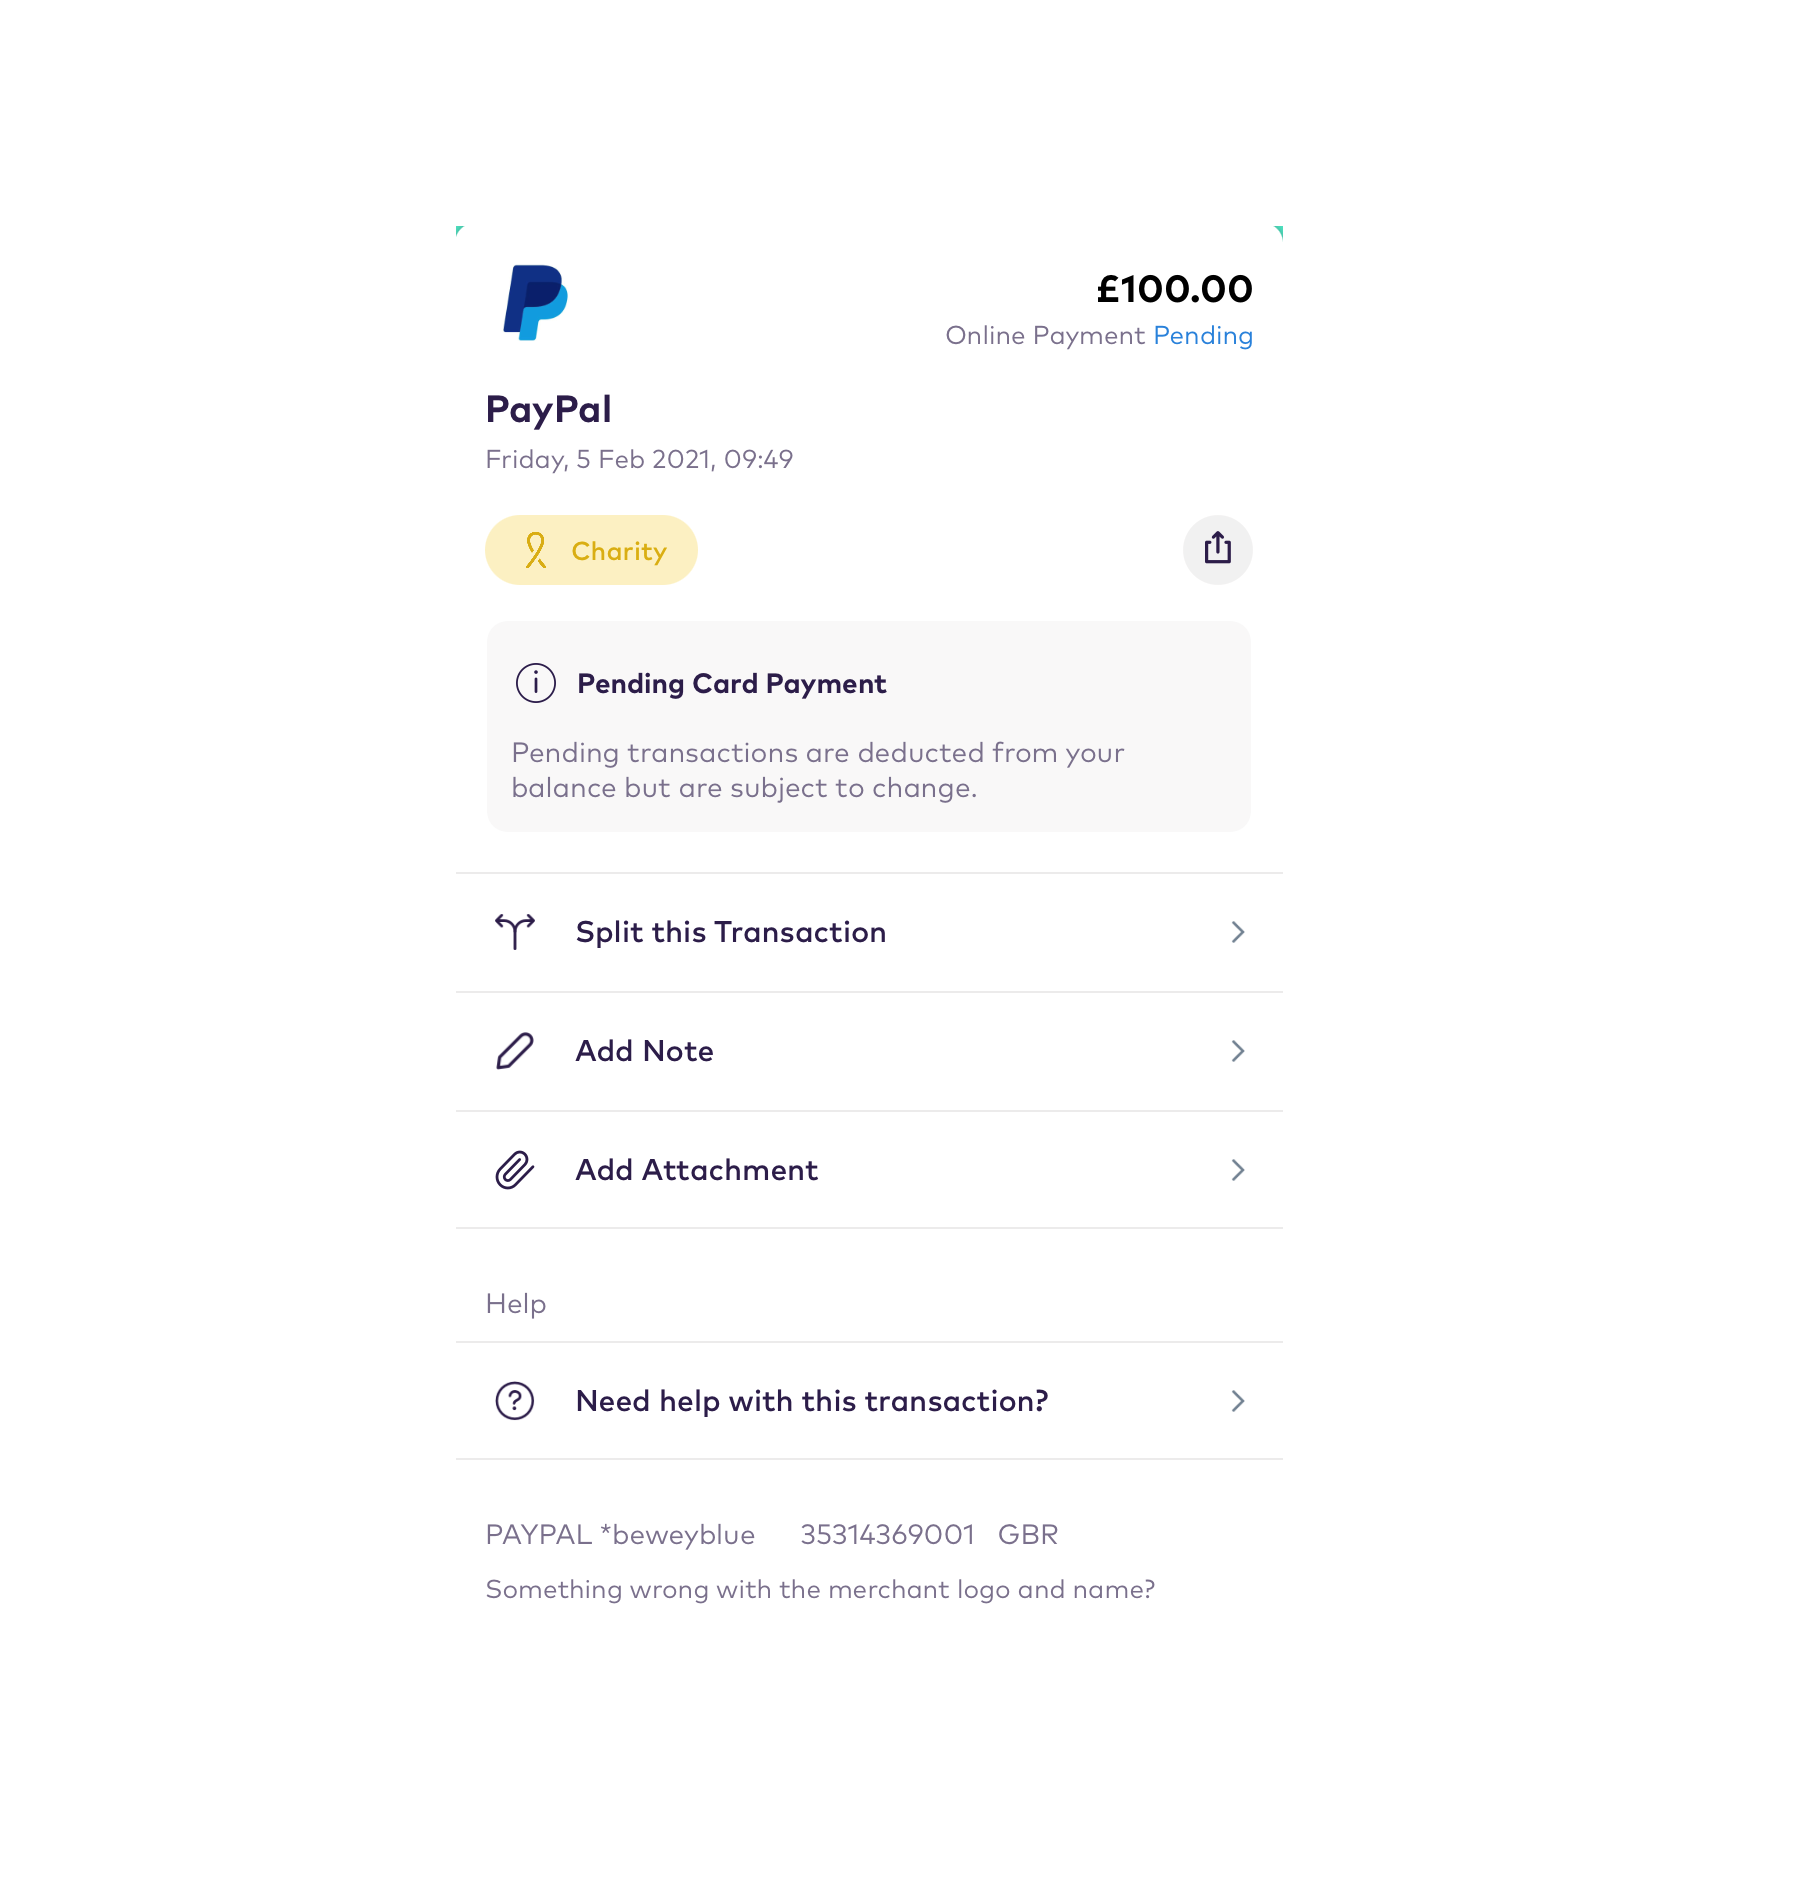 £100.00
Online Payment Pending
PayPal
Friday, 5 Feb 2021, 09:49
Charity
Pending Card Payment
Pending transactions are deducted from your
balance but are subject to change.
Split this Transaction
Add Note
Add Attachment
Help
Need help with this transaction?
PAYPAL *beweyblue 35314369001 GBR
Something wrong with the merchant logo and name?